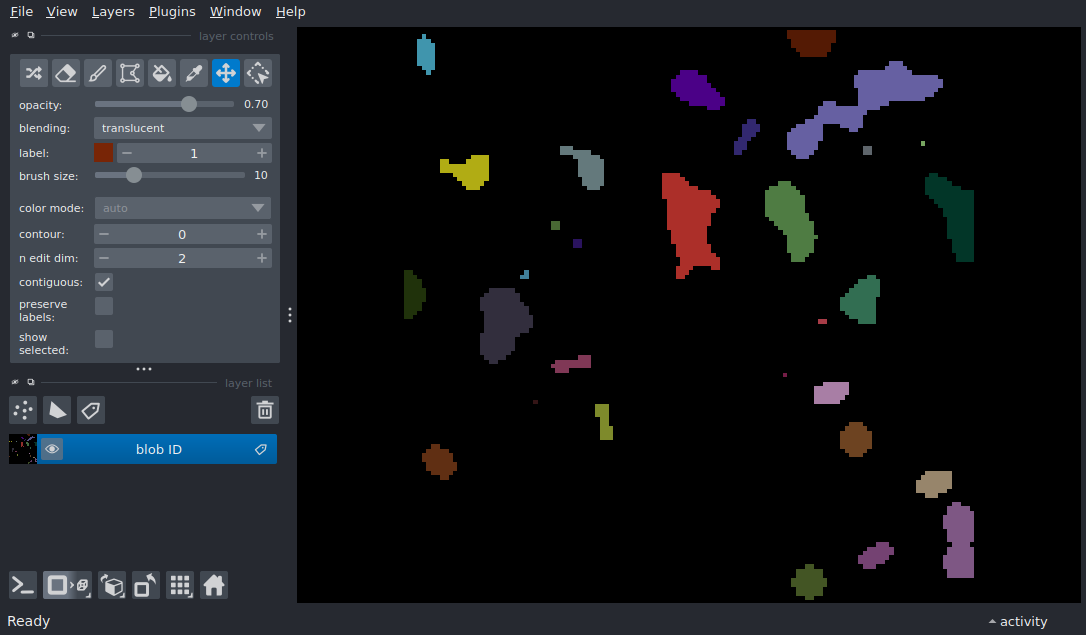 File View Layers Plugins Window Help
layer controls
opacity: 0.70
blending: translucent
label: 1
brush size: 10
color mode: auto
contour: 0
n edit dim: 2
contiguous:
preserve
labels:
show
selected:
layer list
blob ID
Ready
activity